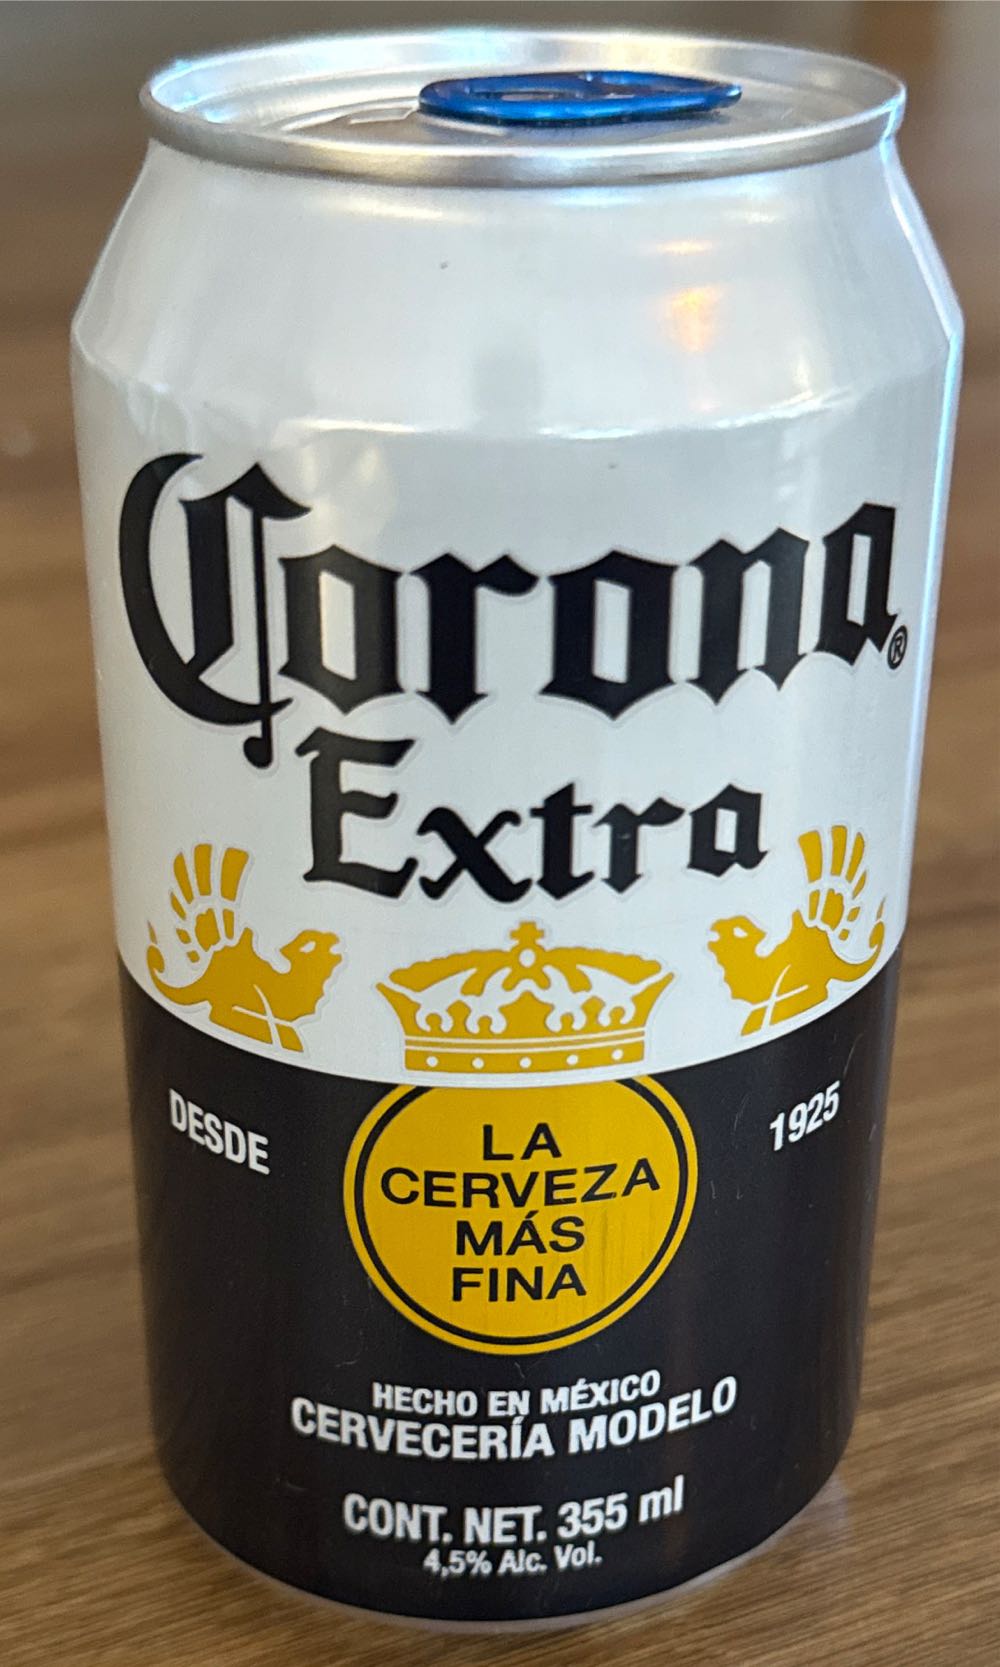 Corona®
Extra
DESDE
1925
LA
CERVEZA
MÁS
FINA
HECHO EN MÉXICO
CERVECERÍA MODELO
CONT. NET. 355 ml
4,5% Alc. Vol.